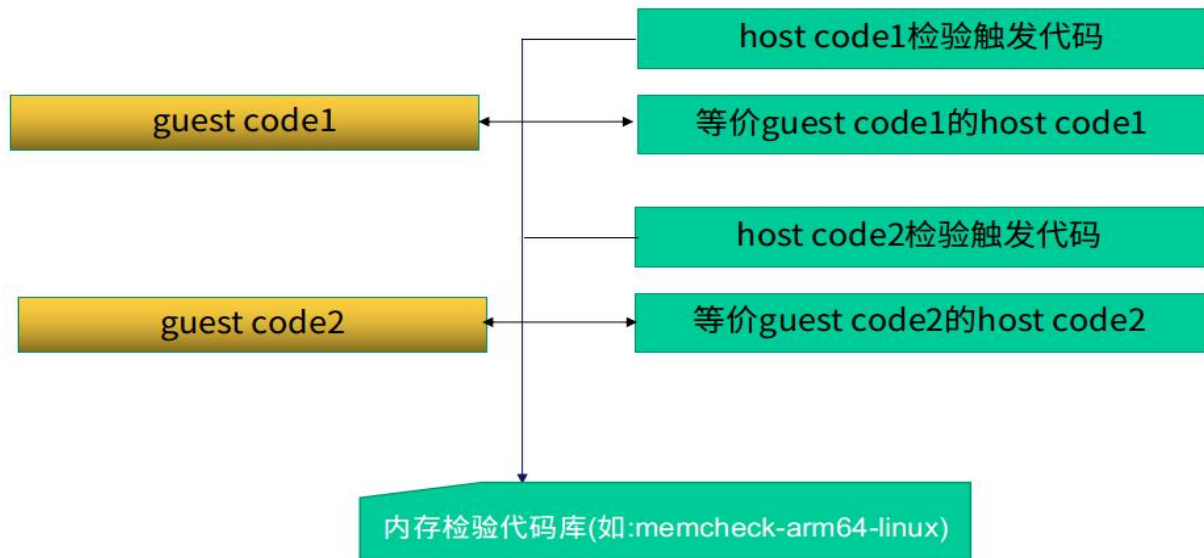 host code1检验触发代码
guest code1
等价guest code1的host code1
host code2检验触发代码
guest code2
等价guest code2的host code2
内存检验代码库(如:memcheck-arm64-linux)